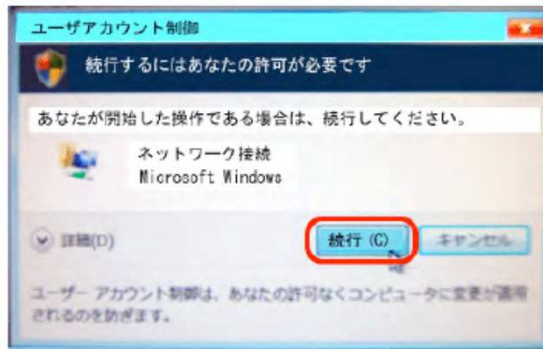 ユーザアカウント制御
続行するにはあなたの許可が必要です
あなたが開始した操作である場合は、続行してください。
ネットワーク接続
Microsoft Windows
詳細(D)
続行 (C)
キャンセル
ユーザー アカウント制御は、あなたの許可なくコンピュータに変更が適用
されるのを防ぎます。